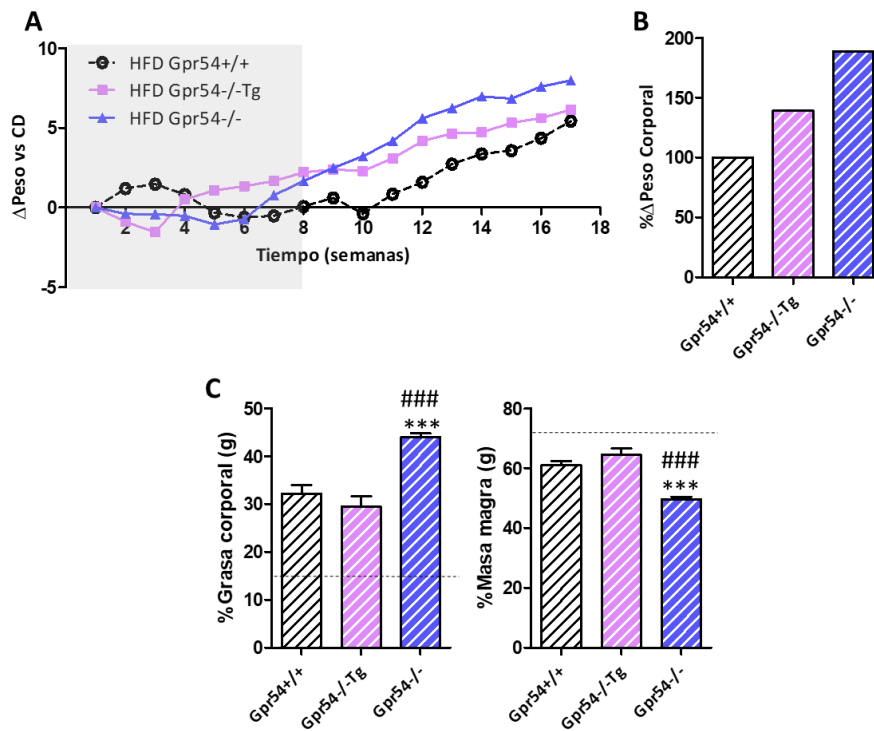 A
10
5
0
-5
ΔPeso vs CD
HFD Gpr54+/+
HFD Gpr54-/-Tg
HFD Gpr54-/-
2 4 6 8 10 12 14 16 18
Tiempo (semanas)
B
200
150
100
50
0
%ΔPeso Corporal
Gpr54+/+
Gpr54-/-Tg
Gpr54-/-
C
50
40
30
20
10
0
%Grasa corporal (g)
###
***
Gpr54+/+
Gpr54-/-Tg
Gpr54-/-
80
60
40
20
0
%Masa magra (g)
###
***
Gpr54+/+
Gpr54-/-Tg
Gpr54-/-